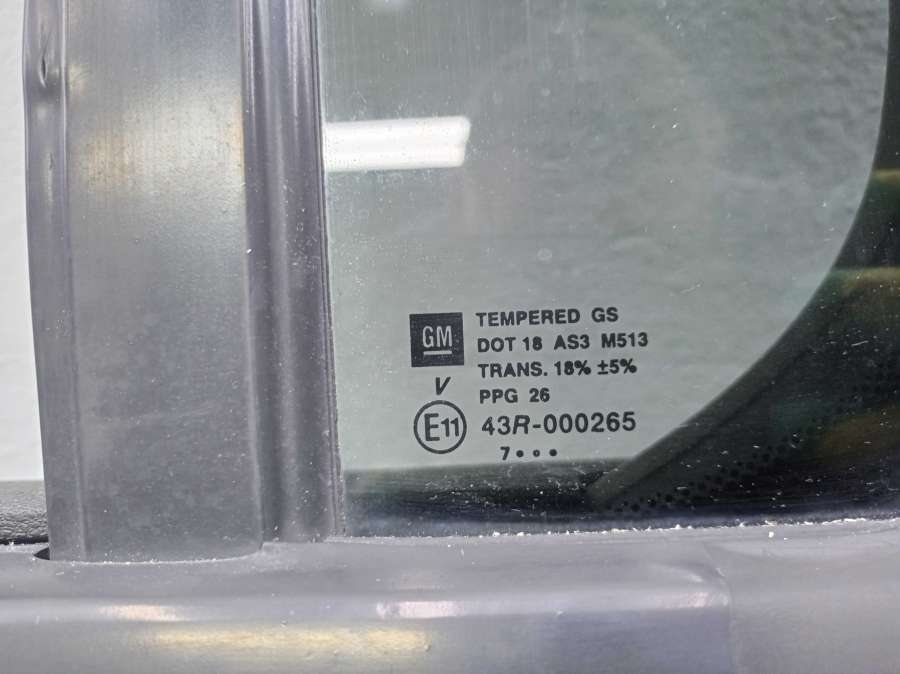 GM
TEMPERED GS
DOT 18 AS3 M513
TRANS. 18% ±5%
V
PPG 26
E11
43R-000265
7•••